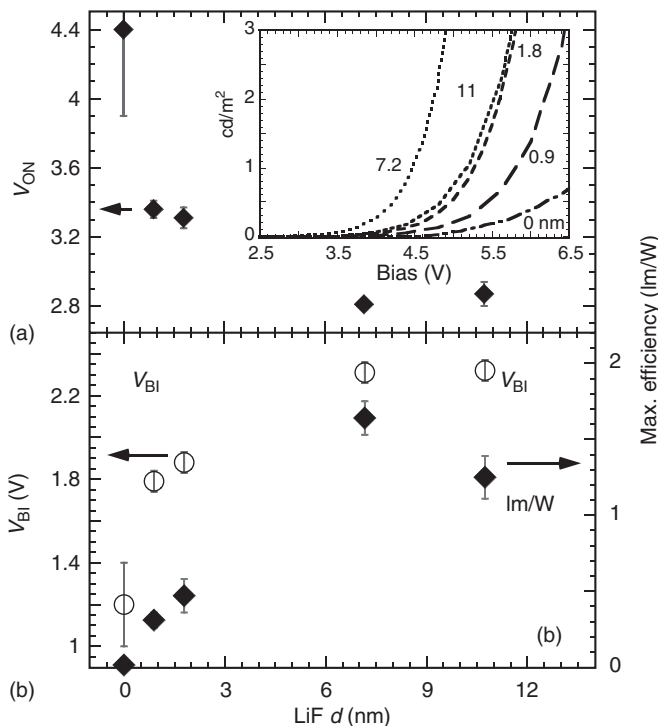 4.4
4
3.6
3.2
2.8
V_ON
(a)
3
2
1
0
cd/m²
7.2
11
1.8
0.9
0 nm
2.5 3.5 4.5 5.5 6.5
Bias (V)
V_BI
V_BI
lm/W
2.2
1.8
1.4
1
V_BI (V)
2
1
0
Max. efficiency (lm/W)
(b)
(b)
0 3 6 9 12
LiF d (nm)